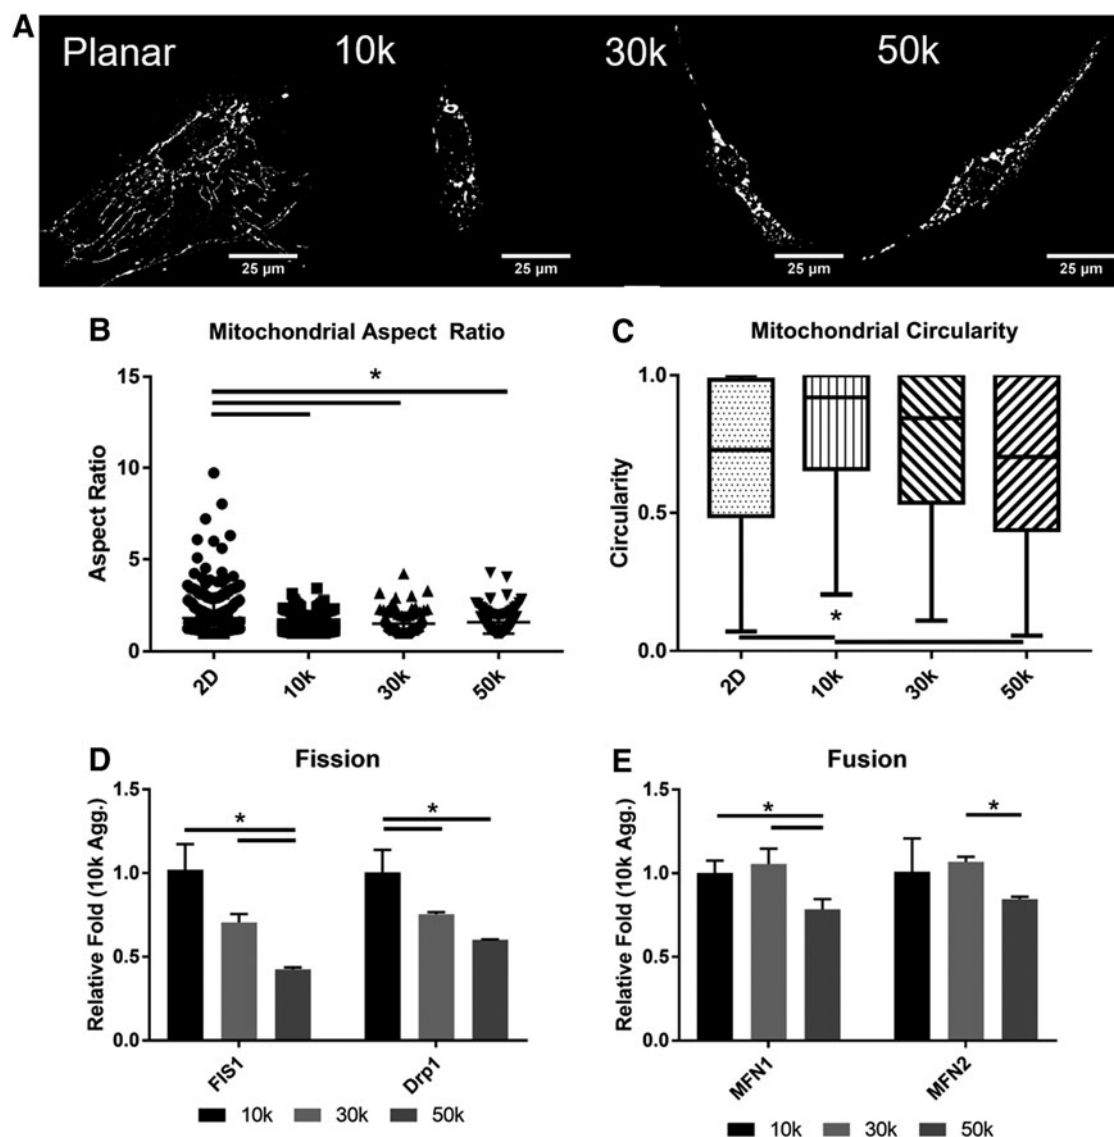 A
Planar 10k 30k 50k
25 μm 25 μm 25 μm 25 μm
B
Mitochondrial Aspect Ratio
15
10
5
0
Aspect Ratio
*
2D 10k 30k 50k
C
Mitochondrial Circularity
1.0
0.5
0.0
Circularity
*
2D 10k 30k 50k
D
Fission
1.5
1.0
0.5
0.0
Relative Fold (10k Agg.)
* *
FIS1 Drp1
10k 30k 50k
E
Fusion
1.5
1.0
0.5
0.0
Relative Fold (10k Agg.)
* *
MFN1 MFN2
10k 30k 50k